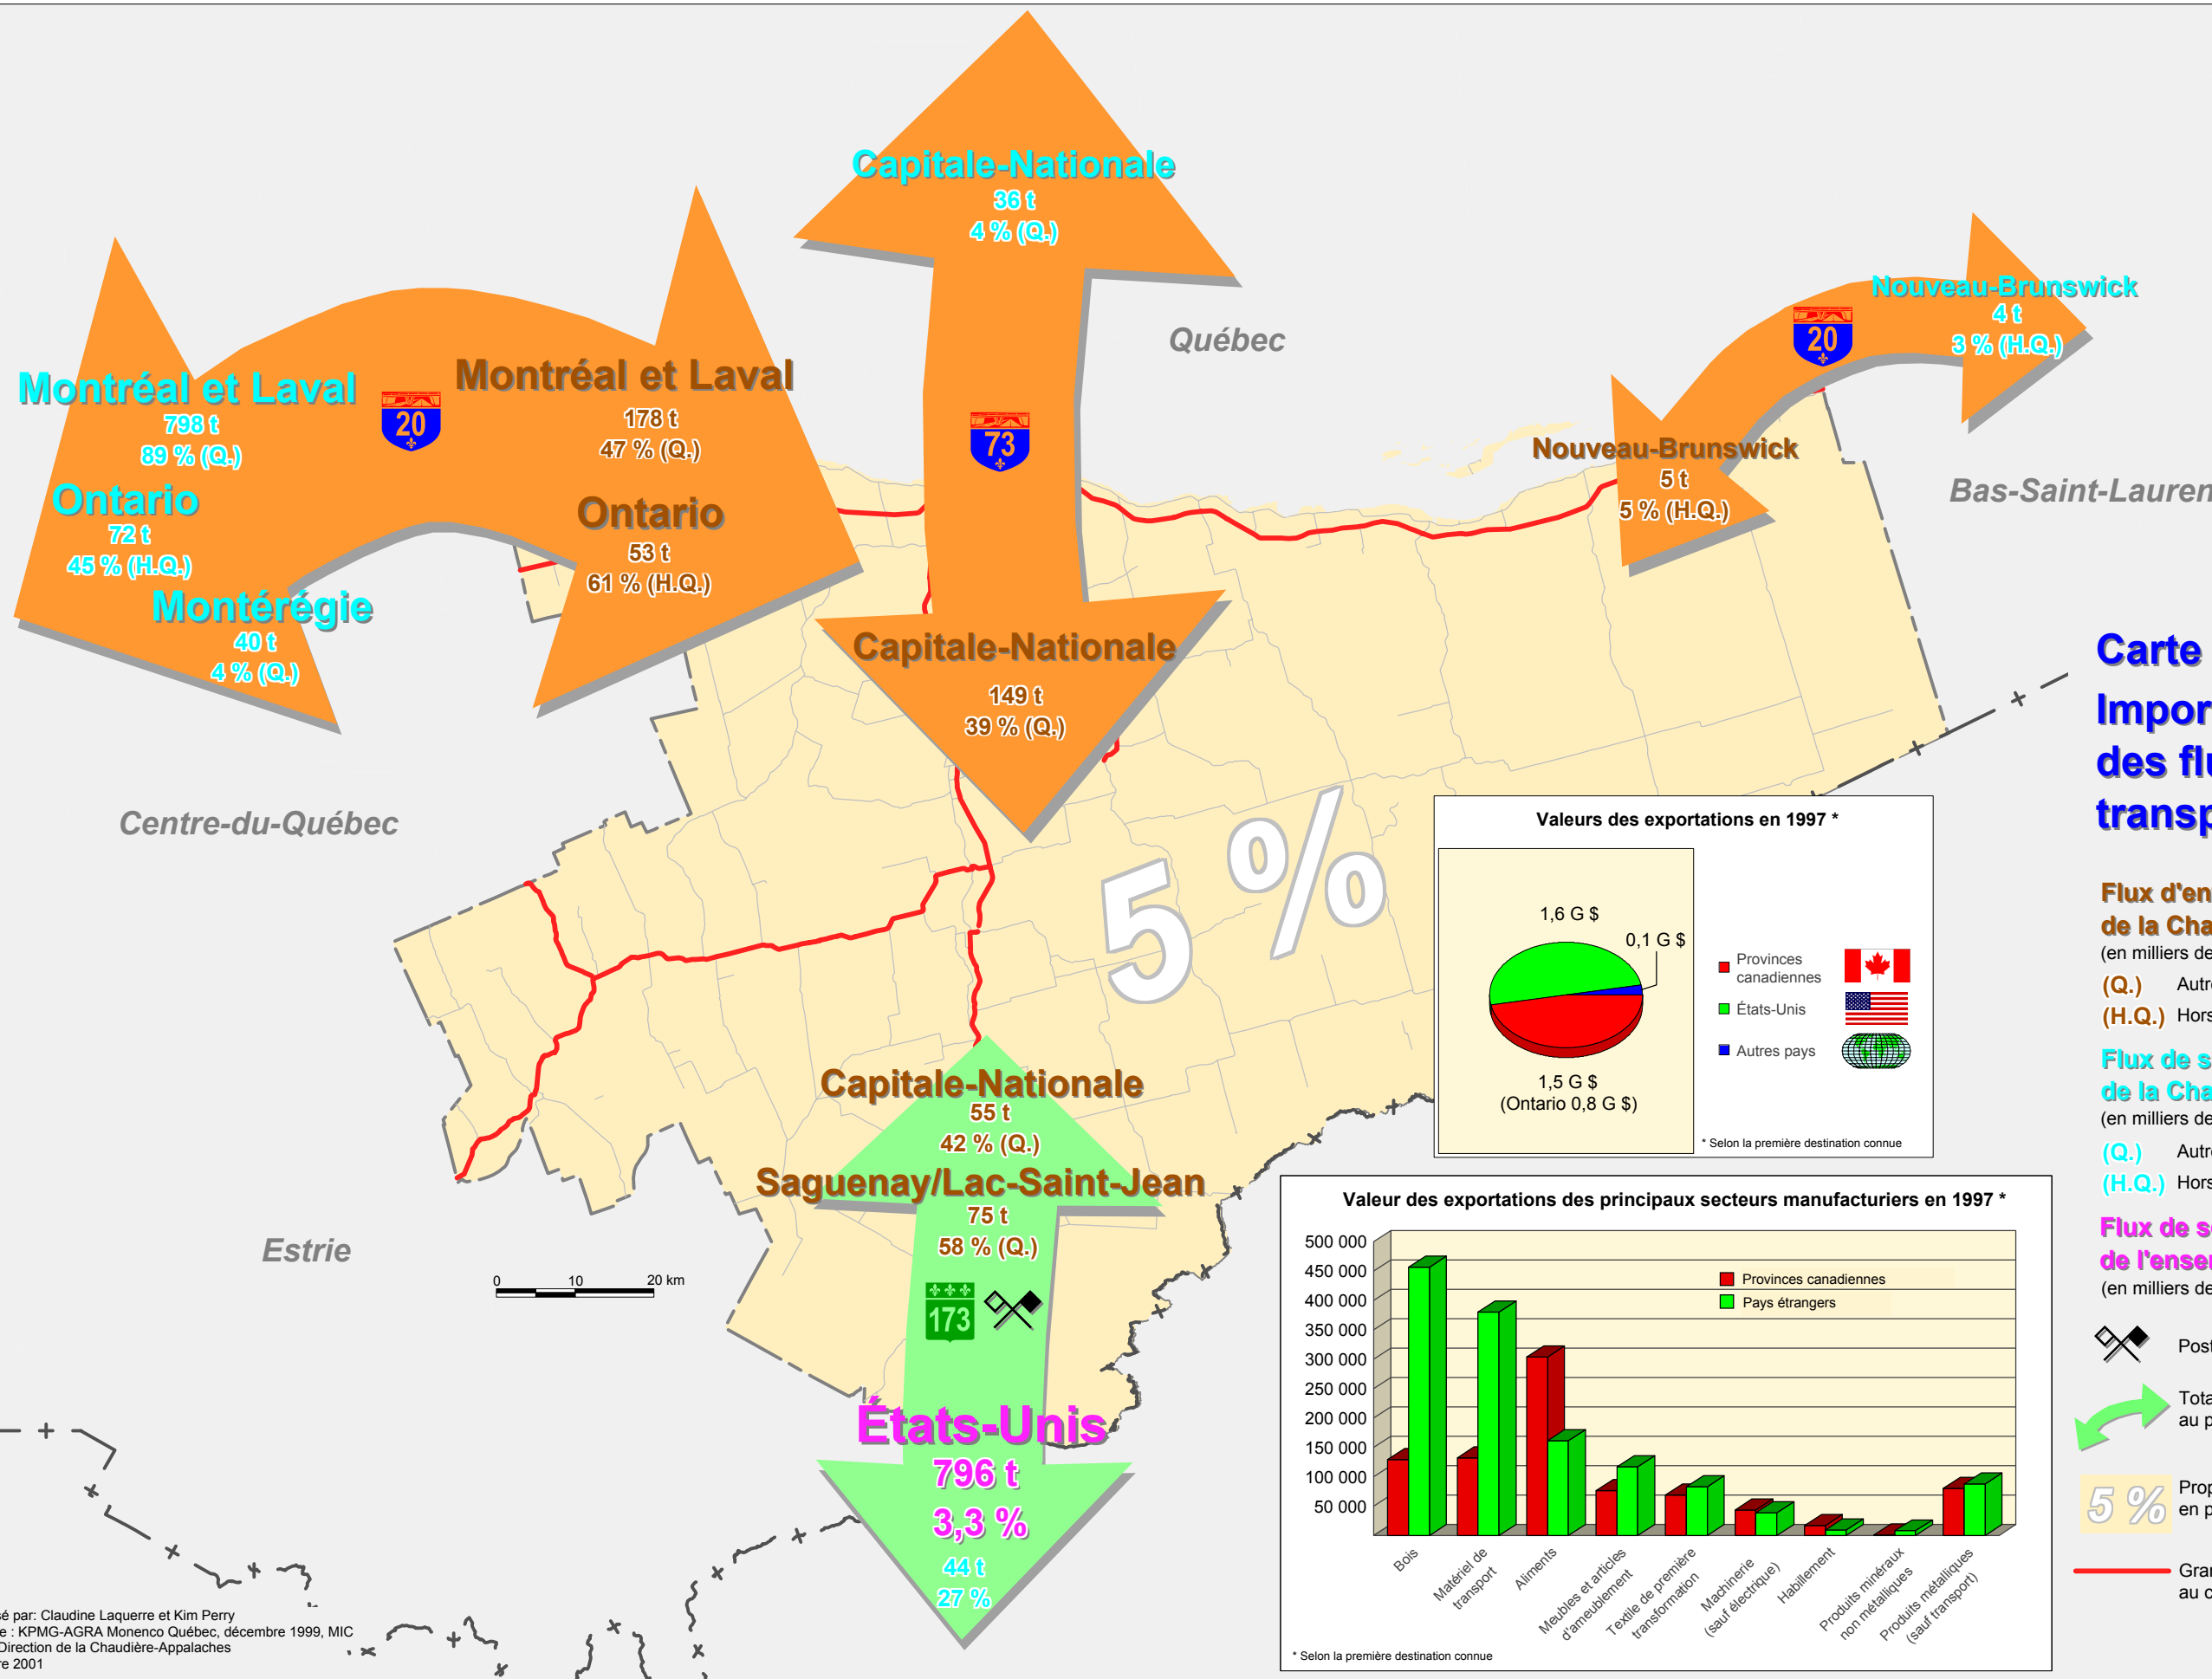 Capitale-Nationale
36 t
4 % (Q.)
Québec
Nouveau-Brunswick
4 t
3 % (H.Q.)
20
Montréal et Laval
798 t
89 % (Q.)
Ontario
72 t
45 % (H.Q.)
Montérégie
40 t
4 % (Q.)
20
Montréal et Laval
178 t
47 % (Q.)
Ontario
53 t
61 % (H.Q.)
73
Nouveau-Brunswick
5 t
5 % (H.Q.)
Bas-Saint-Lauren
Capitale-Nationale
149 t
39 % (Q.)
Centre-du-Québec
5 %
Estrie
0 10 20 km
Capitale-Nationale
55 t
42 % (Q.)
Saguenay/Lac-Saint-Jean
75 t
58 % (Q.)
173
États-Unis
796 t
3,3 %
44 t
27 %
Valeurs des exportations en 1997 *
1,6 G $
0,1 G $
1,5 G $
(Ontario 0,8 G $)
Provinces
canadiennes
États-Unis
Autres pays
* Selon la première destination connue
Valeur des exportations des principaux secteurs manufacturiers en 1997 *
500 000
450 000
400 000
350 000
300 000
250 000
200 000
150 000
100 000
50 000
Provinces canadiennes
Pays étrangers
Bois
Matériel de
transport
Aliments
Meubles et articles
d'ameublement
Textile de première
transformation
Machinerie
(sauf électrique)
Habillement
Produits minéraux
non métalliques
Produits métalliques
(sauf transport)
* Selon la première destination connue
Carte
Impor
des flu
transp
Flux d'en
de la Cha
(en milliers de
(Q.) Autre
(H.Q.) Hors
Flux de s
de la Cha
(en milliers de
(Q.) Autre
(H.Q.) Hors
Flux de so
de l'ensem
(en milliers de
Post
Tota
au p
5 %
Prop
en p
Gran
au c
sé par: Claudine Laquerre et Kim Perry
e : KPMG-AGRA Monenco Québec, décembre 1999, MIC
Direction de la Chaudière-Appalaches
re 2001